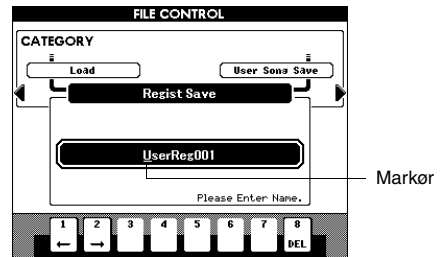 FILE CONTROL
CATEGORY
Load
User Song Save
Regist Save
UserReg001
Please Enter Name.
Markør
1 2 3 4 5 6 7 8
← → DEL